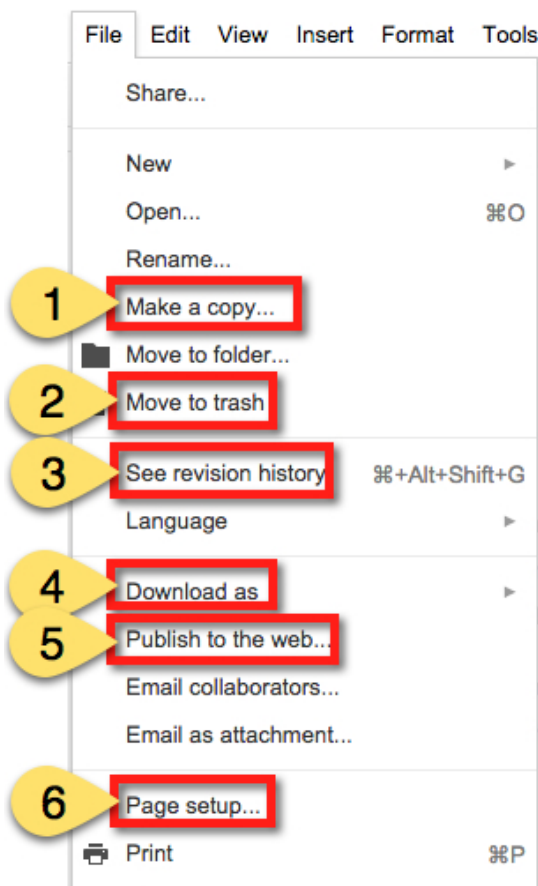 File Edit View Insert Format Tools
Share...
New ►
Open... ⌘O
Rename...
1 Make a copy...
Move to folder...
2 Move to trash
3 See revision history ⌘+Alt+Shift+G
Language ►
4 Download as ►
5 Publish to the web...
Email collaborators...
Email as attachment...
6 Page setup...
Print ⌘P